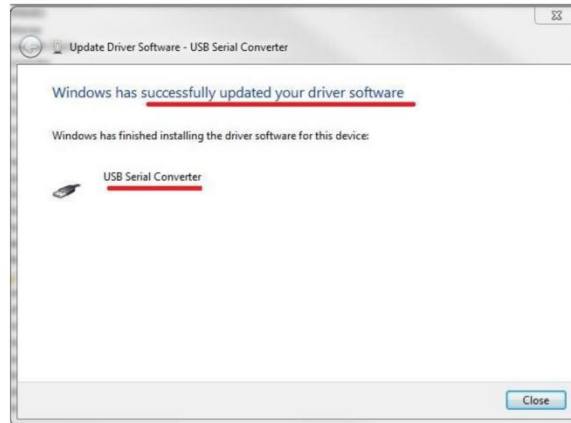 Update Driver Software - USB Serial Converter
Windows has successfully updated your driver software
Windows has finished installing the driver software for this device:
USB Serial Converter
Close